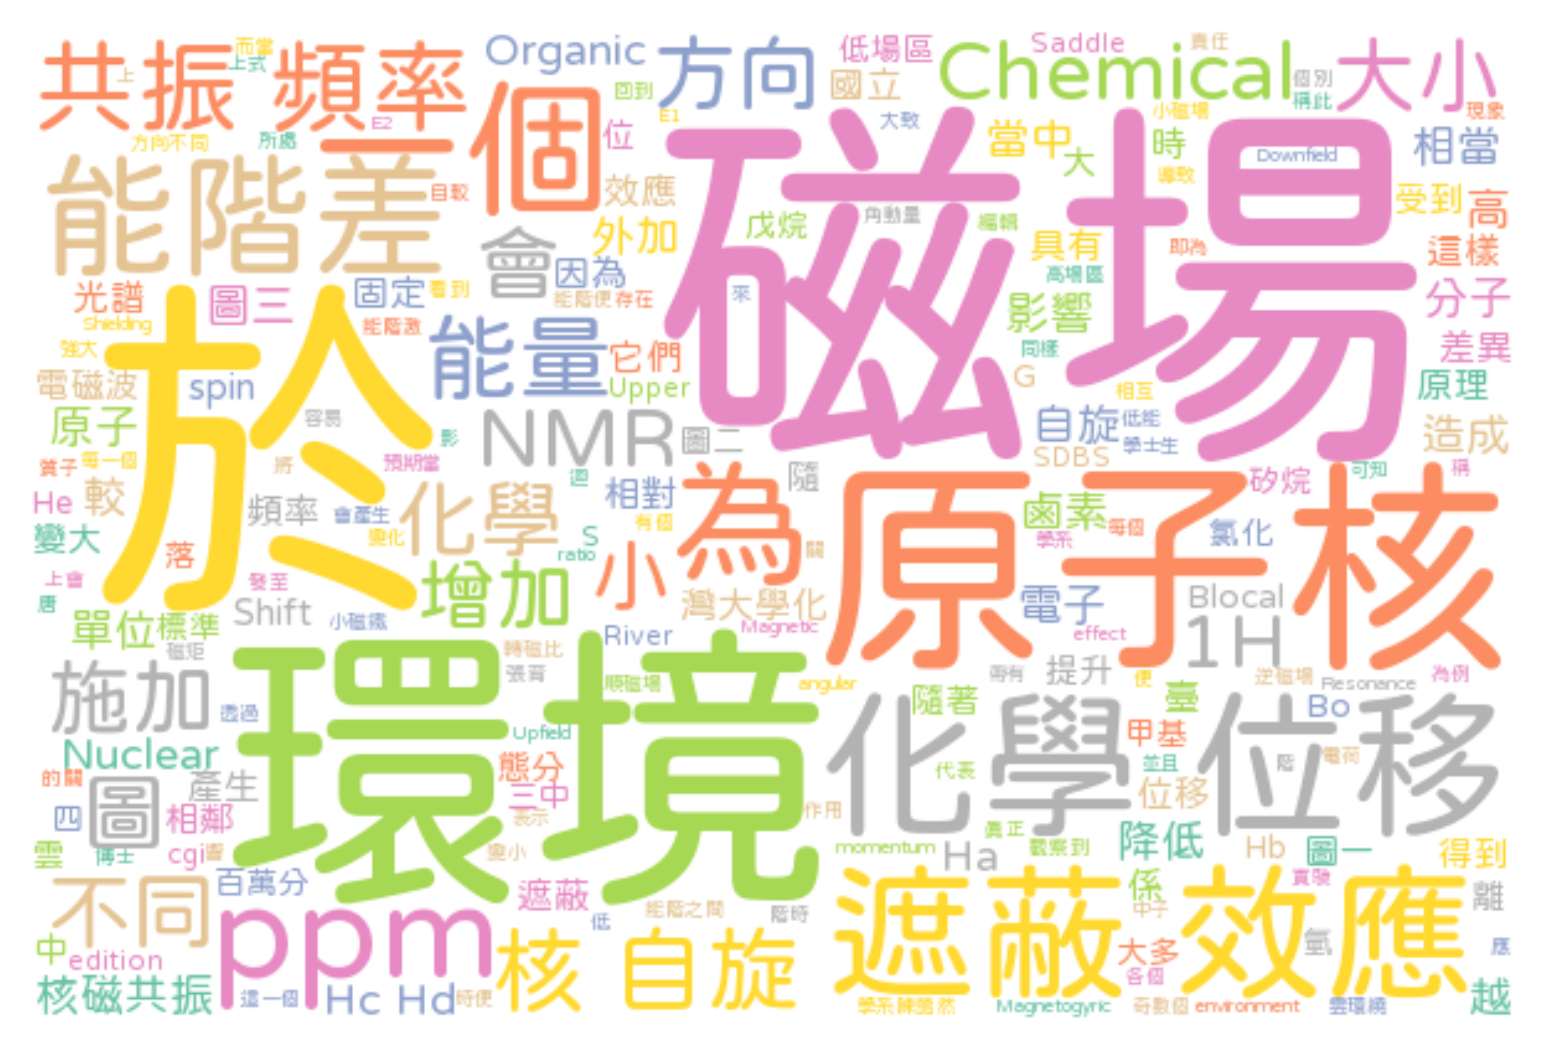 共振頻率
而當
上式
上
Organic
方向
低場區
Saddle
責任
國立
Chemical
個別
稱此
大小
現象
回到
E1
E2
個
位
大致
小磁場
方向不同
所處
磁場
當中
大
時
Downfield
相當
導致
能階差
自較
效應
戊烷
角動量
編輯
受到
高
會
外加
具有
即為
這樣
因為
高場區
光譜
圖三
固定
看到
能階便
存在
來
影響
分子
Shielding
能階激
能量
它們
同樣
差異
強大
於
電磁波
spin
Upper
G
相互
原理
原子
容易
影
NMR
圖二
自旋
低能
學士生
造成
SDBS
質子
每一個
將
預期當
迴
隨
矽烷
可知
稱
He
較
頻率
會產生
化學
相對
為
原子核
鹵素
每個
變大
變化
有個
S
ratio
關
學系
氯化
落
小
上會
發至
增加
灣大學化
電子
Blocal
唐
Shift
小磁鐵
單位
標準
River
Magnetic
effect
1H
磁矩
環境
轉磁比
施加
張育
順磁場
angular
兩有
提升
便
逆磁場
Resonance
為例
透過
隨著
臺
Bo
Nuclear
Upfield
化學位移
甲基
電荷
的關
產生
態分
代表
並且
階
圖
三中
位移
四
相鄰
表示
作用
真正
雲
博士
cgi
變小
momentum
Ha
觀察到
降低
Hb
圖一
得到
百萬分
遮蔽
遮蔽效應
係
實驗
不同
ppm
低
能階之間
階時
中子
離
中
edition
核
自旋
大多
氫
應
核磁共振
這一個
Hc
Hd
時便
學系陳藹然
Magnetogyric
各個
奇數個
environment
雲環繞
越